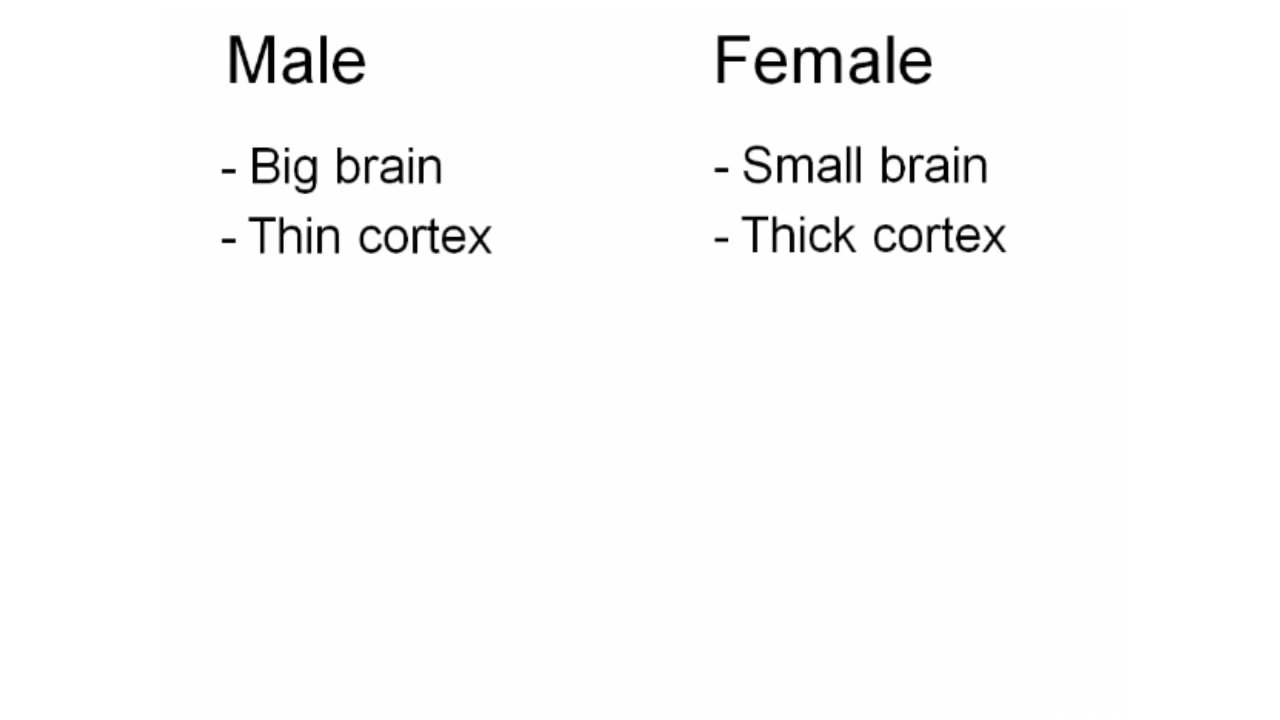 Male
- Big brain
- Thin cortex
Female
- Small brain
- Thick cortex